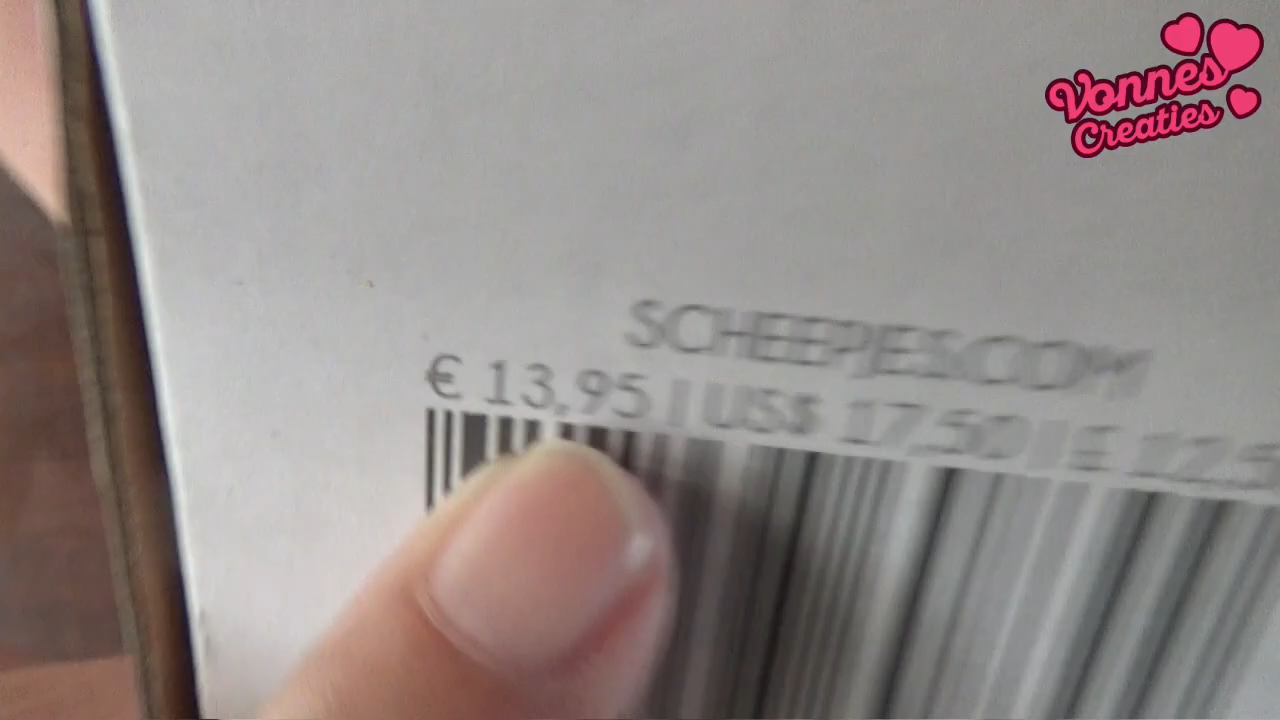 Vonnes
Creaties
SCHEEPJES.COM
€ 13,95 | US$ 17,50 | £